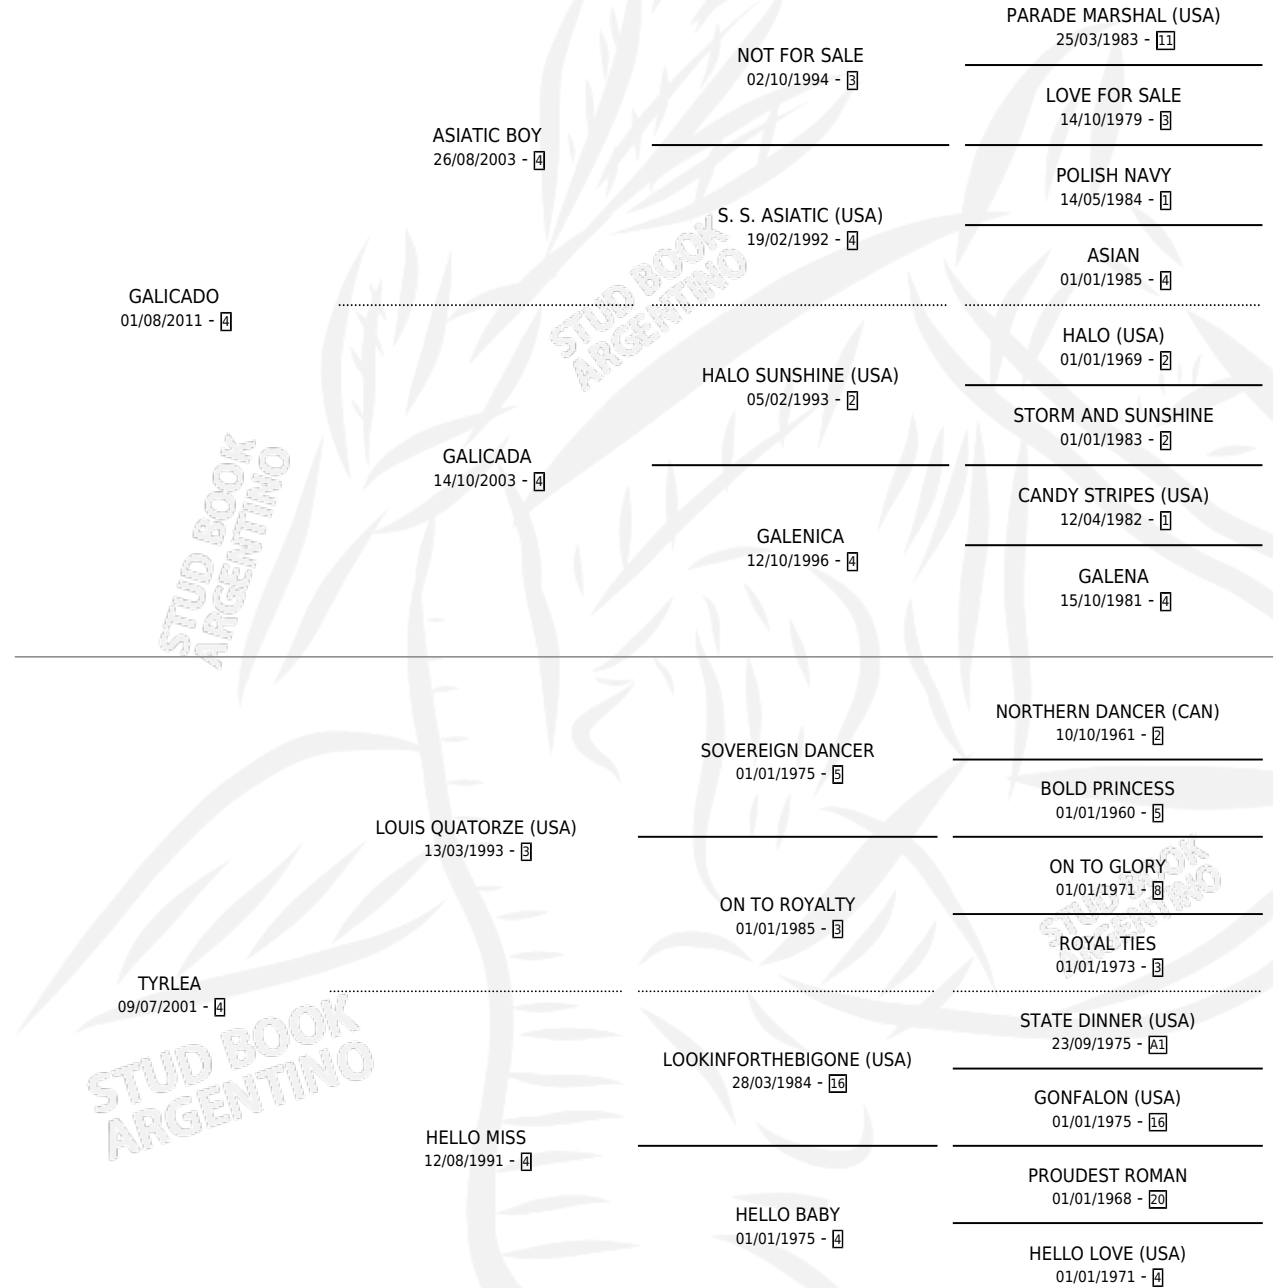 PARADE MARSHAL (USA)
25/03/1983 - 11
NOT FOR SALE
02/10/1994 - 3
LOVE FOR SALE
14/10/1979 - 3
ASIATIC BOY
26/08/2003 - 4
POLISH NAVY
14/05/1984 - 1
S. S. ASIATIC (USA)
19/02/1992 - 4
ASIAN
01/01/1985 - 4
GALICADO
01/08/2011 - 4
HALO (USA)
01/01/1969 - 2
HALO SUNSHINE (USA)
05/02/1993 - 2
STORM AND SUNSHINE
01/01/1983 - 2
GALICADA
14/10/2003 - 4
CANDY STRIPES (USA)
12/04/1982 - 1
GALENICA
12/10/1996 - 4
GALENA
15/10/1981 - 4
STUD BOOK
ARGENTINO
STUD BOOK
ARGENTINO
NORTHERN DANCER (CAN)
10/10/1961 - 2
SOVEREIGN DANCER
01/01/1975 - 5
BOLD PRINCESS
01/01/1960 - 5
LOUIS QUATORZE (USA)
13/03/1993 - 3
ON TO GLORY
01/01/1971 - 8
ON TO ROYALTY
01/01/1985 - 3
ROYAL TIES
01/01/1973 - 3
TYRLEA
09/07/2001 - 4
STATE DINNER (USA)
23/09/1975 - A1
LOOKINFORTHEBIGONE (USA)
28/03/1984 - 16
GONFALON (USA)
01/01/1975 - 16
HELLO MISS
12/08/1991 - 4
PROUDEST ROMAN
01/01/1968 - 20
HELLO BABY
01/01/1975 - 4
HELLO LOVE (USA)
01/01/1971 - 4
STUD BOOK
ARGENTINO
STUD BOOK
ARGENTINO